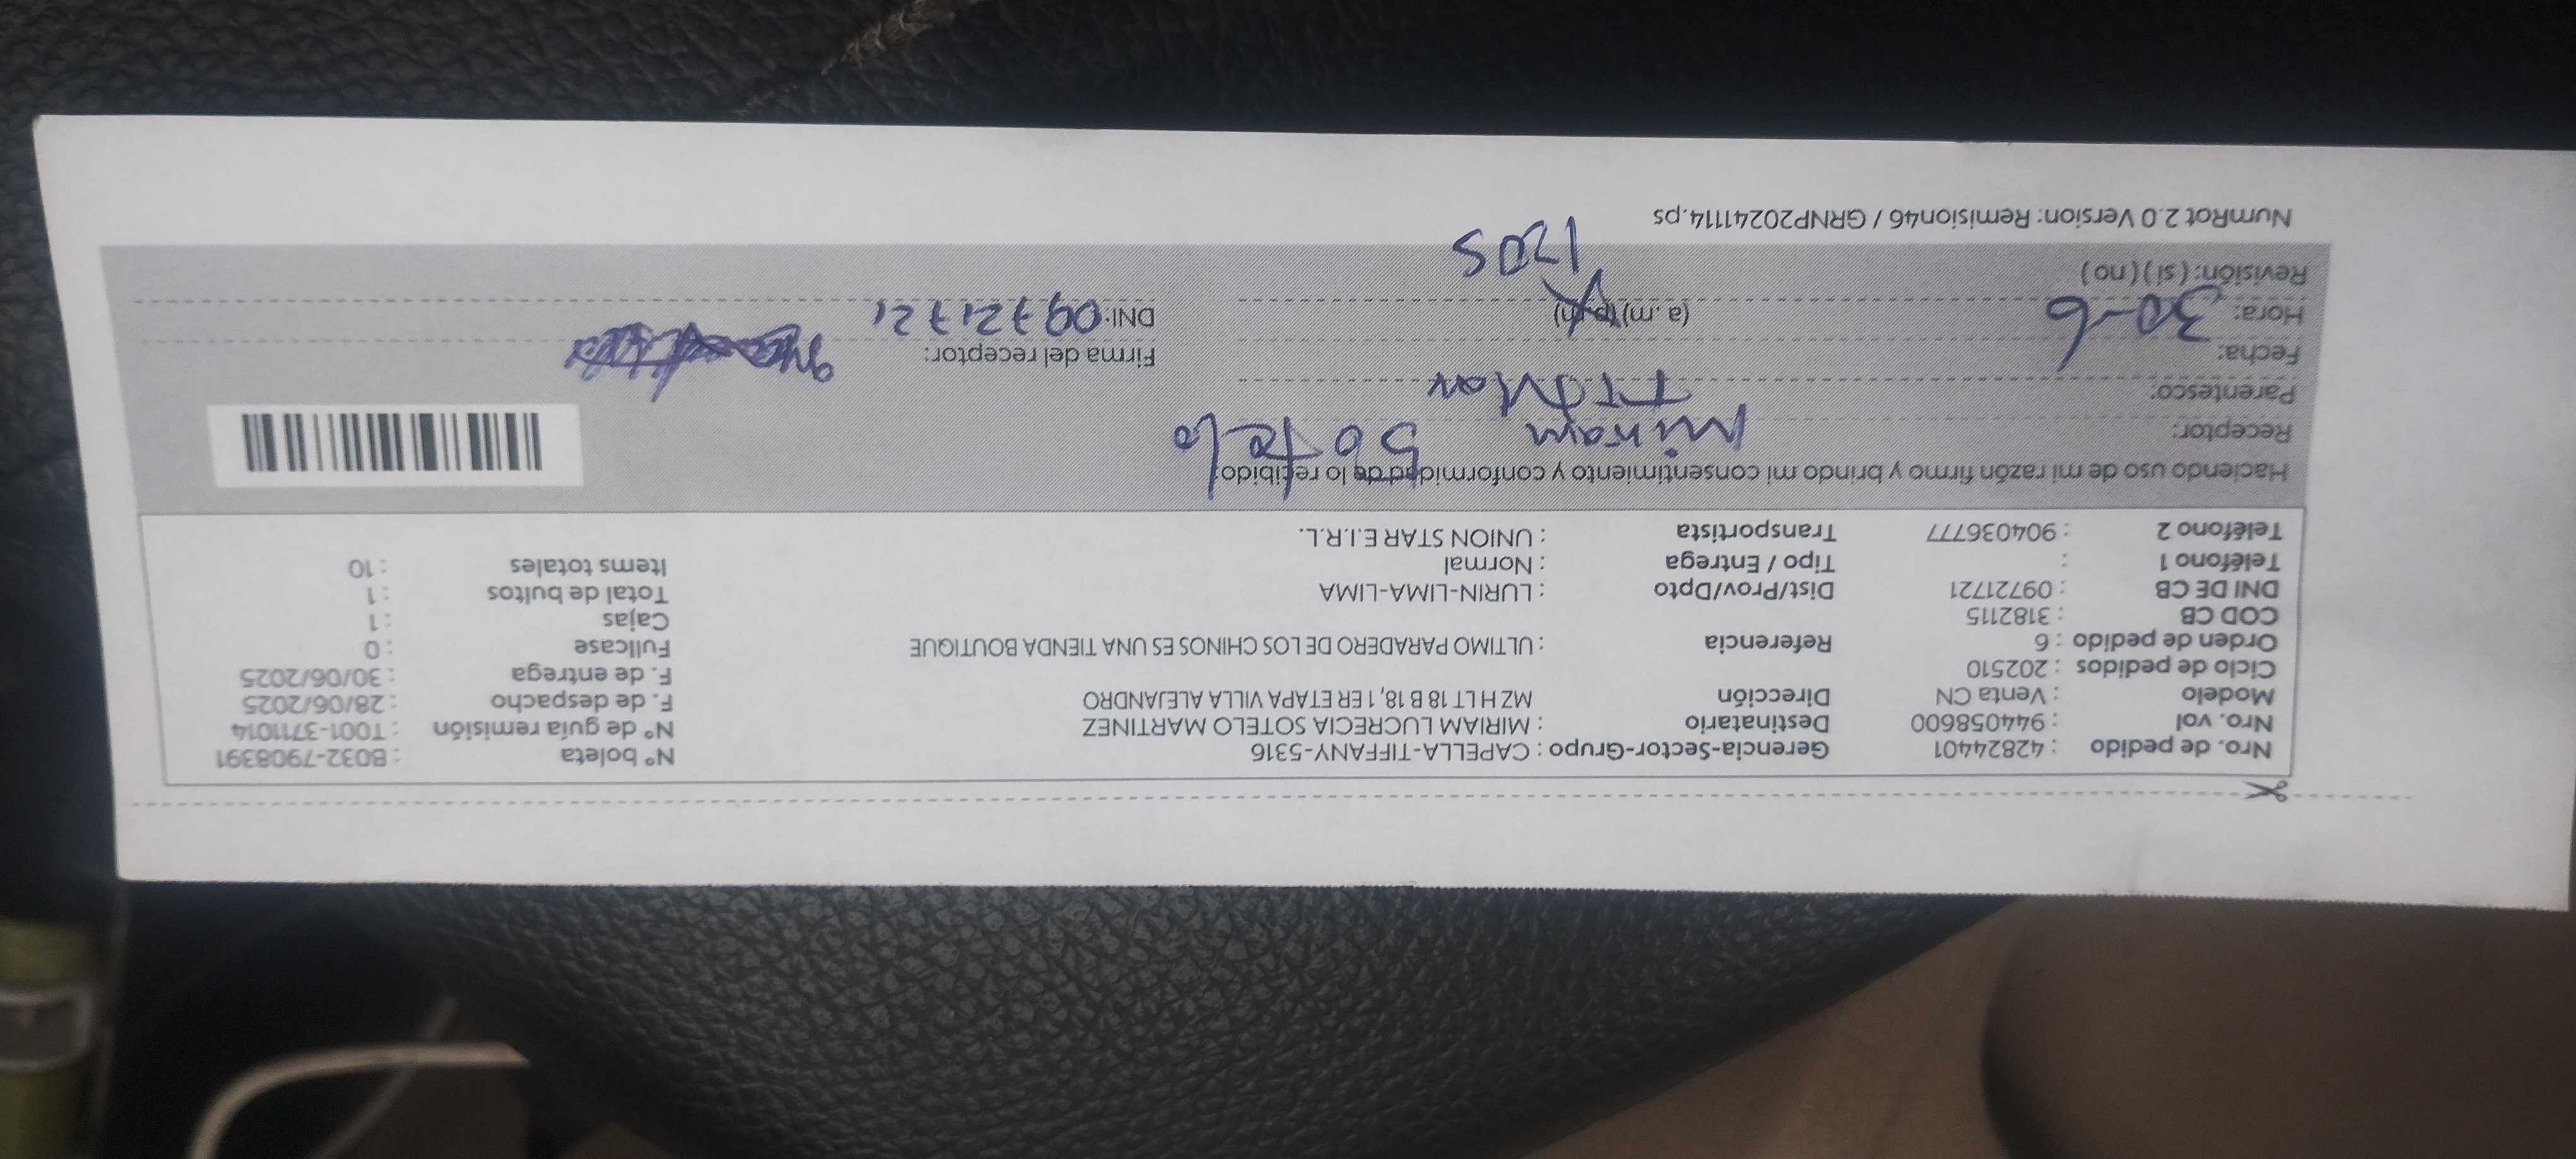 Nro. de pedido : 42824401 Gerencia-Sector-Grupo : CAPELLA-TIFFANY-5316 N° boleta : B032-7908391
Nro. vol : 944058600 Destinatario : MIRIAM LUCRECIA SOTELO MARTINEZ N° de guía remisión : T001-3711014
Modelo : Venta CN Dirección MZ H LT 18 B 18, 1 ER ETAPA VILLA ALEJANDRO F. de despacho : 28/06/2025
Ciclo de pedidos : 202510 F. de entrega : 30/06/2025
Orden de pedido : 6 Referencia : ULTIMO PARADERO DE LOS CHINOS ES UNA TIENDA BOUTIQUE Fullcase : 0
COD CB : 3182115 Cajas : 1
DNI DE CB : 09721721 Dist/Prov/Dpto : LURIN-LIMA-LIMA Total de bultos : 1
Teléfono 1 : Tipo / Entrega : Normal Items totales : 10
Teléfono 2 : 904036777 Transportista : UNION STAR E.I.R.L.
Haciendo uso de mi razón firmo y brindo mi consentimiento y conformidad de lo recibido:
Receptor: Miriam Sotelo
Parentesco: Titular
Fecha: Firma del receptor:
Hora: 30-6 (a.m) (p.m) DNI: 09721721
Revisión: (si) (no) 1205
NumRot 2.0 Version: Remision46 / GRNP20241114.ps